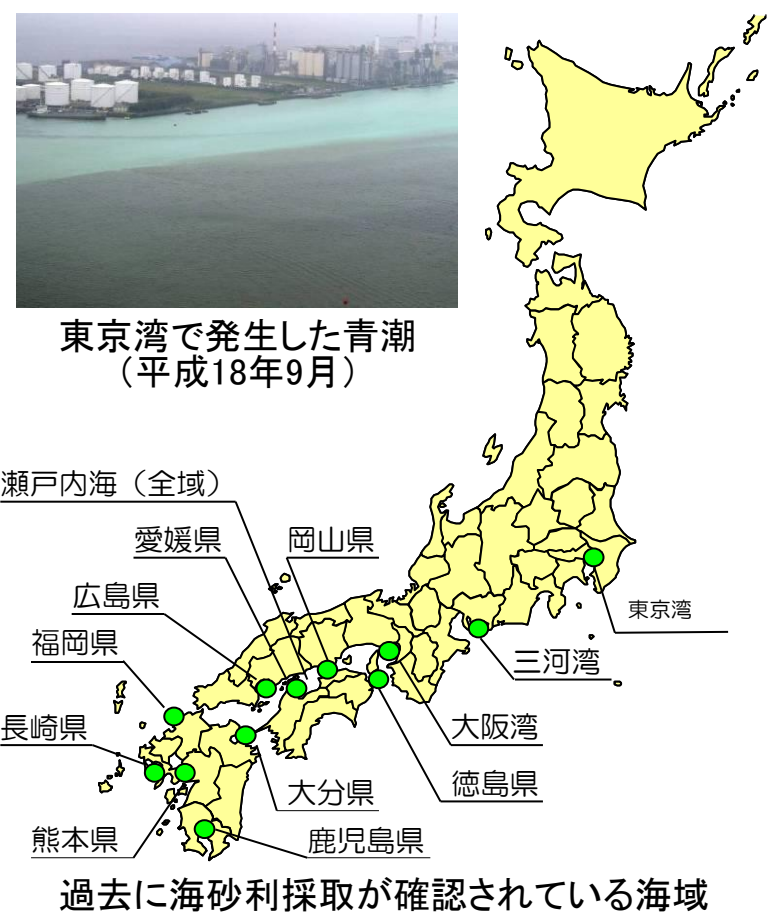 東京湾で発生した青潮
（平成18年9月）
瀬戸内海（全域）
愛媛県
岡山県
広島県
福岡県
長崎県
熊本県
鹿児島県
大分県
徳島県
大阪湾
三河湾
東京湾
過去に海砂利採取が確認されている海域